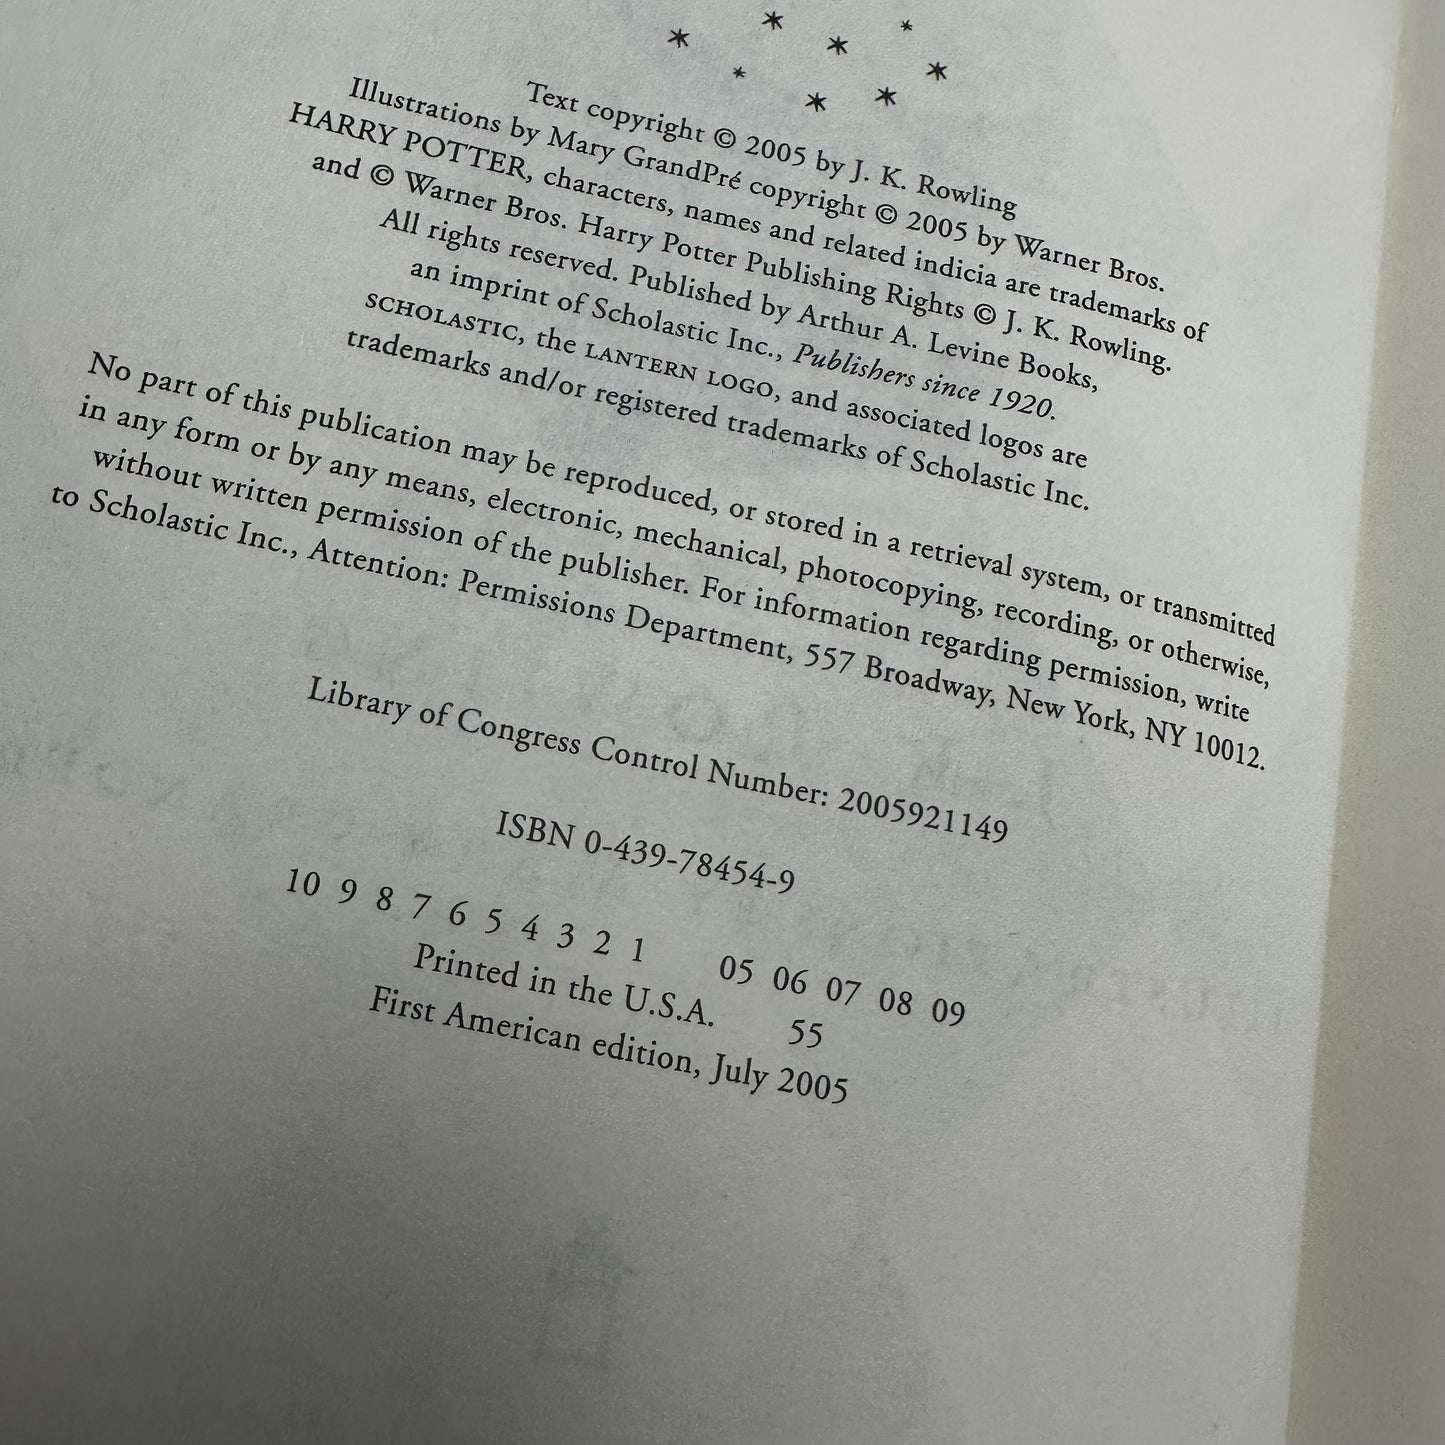 Text copyright © 2005 by J. K. Rowling
Illustrations by Mary GrandPré copyright © 2005 by Warner Bros.
HARRY POTTER, characters, names and related indicia are trademarks of
and © Warner Bros. Harry Potter Publishing Rights © J. K. Rowling.
All rights reserved. Published by Arthur A. Levine Books,
an imprint of Scholastic Inc., Publishers since 1920.
SCHOLASTIC, the LANTERN LOGO, and associated logos are
trademarks and/or registered trademarks of Scholastic Inc.
No part of this publication may be reproduced, or stored in a retrieval system, or transmitted
in any form or by any means, electronic, mechanical, photocopying, recording, or otherwise,
without written permission of the publisher. For information regarding permission, write
to Scholastic Inc., Attention: Permissions Department, 557 Broadway, New York, NY 10012.
Library of Congress Control Number: 2005921149
ISBN 0-439-78454-9
10 9 8 7 6 5 4 3 2 1 05 06 07 08 09
Printed in the U.S.A. 55
First American edition, July 2005